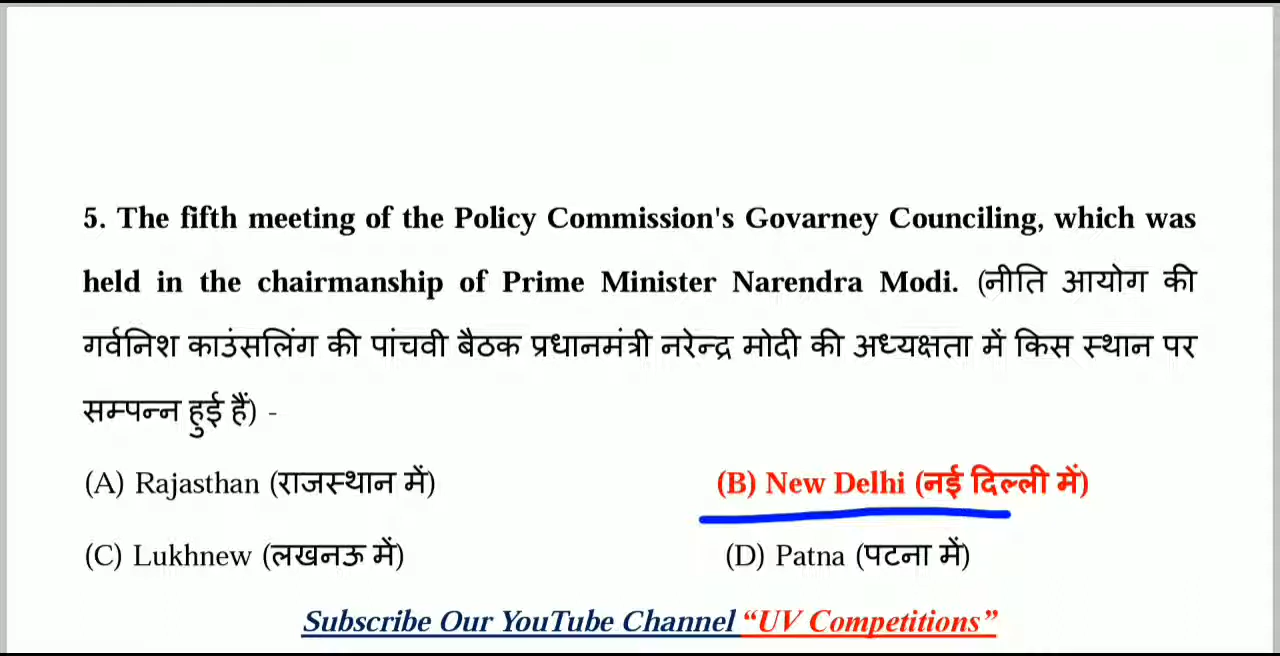 5. The fifth meeting of the Policy Commission's Govarney Counciling, which was
held in the chairmanship of Prime Minister Narendra Modi. (नीति आयोग की
गर्वनिश काउंसलिंग की पांचवी बैठक प्रधानमंत्री नरेन्द्र मोदी की अध्यक्षता में किस स्थान पर
सम्पन्न हुई हैं) -
(A) Rajasthan (राजस्थान में)
(B) New Delhi (नई दिल्ली में)
(C) Lukhnew (लखनऊ में)
(D) Patna (पटना में)
Subscribe Our YouTube Channel “UV Competitions”